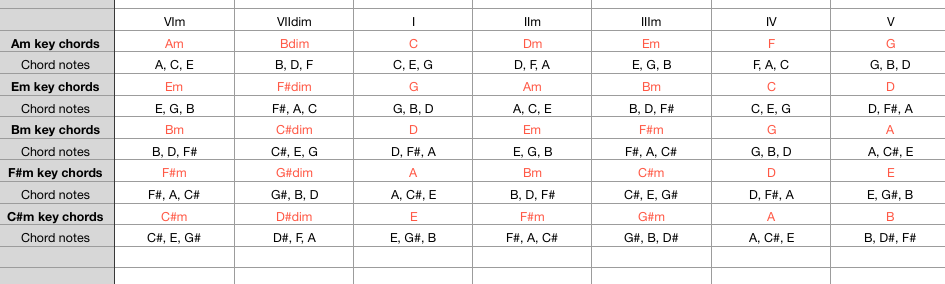 VIm VIIdim I IIm IIIm IV V
Am key chords Am Bdim C Dm Em F G
Chord notes A, C, E B, D, F C, E, G D, F, A E, G, B F, A, C G, B, D
Em key chords Em F#dim G Am Bm C D
Chord notes E, G, B F#, A, C G, B, D A, C, E B, D, F# C, E, G D, F#, A
Bm key chords Bm C#dim D Em F#m G A
Chord notes B, D, F# C#, E, G D, F#, A E, G, B F#, A, C# G, B, D A, C#, E
F#m key chords F#m G#dim A Bm C#m D E
Chord notes F#, A, C# G#, B, D A, C#, E B, D, F# C#, E, G# D, F#, A E, G#, B
C#m key chords C#m D#dim E F#m G#m A B
Chord notes C#, E, G# D#, F, A E, G#, B F#, A, C# G#, B, D# A, C#, E B, D#, F#